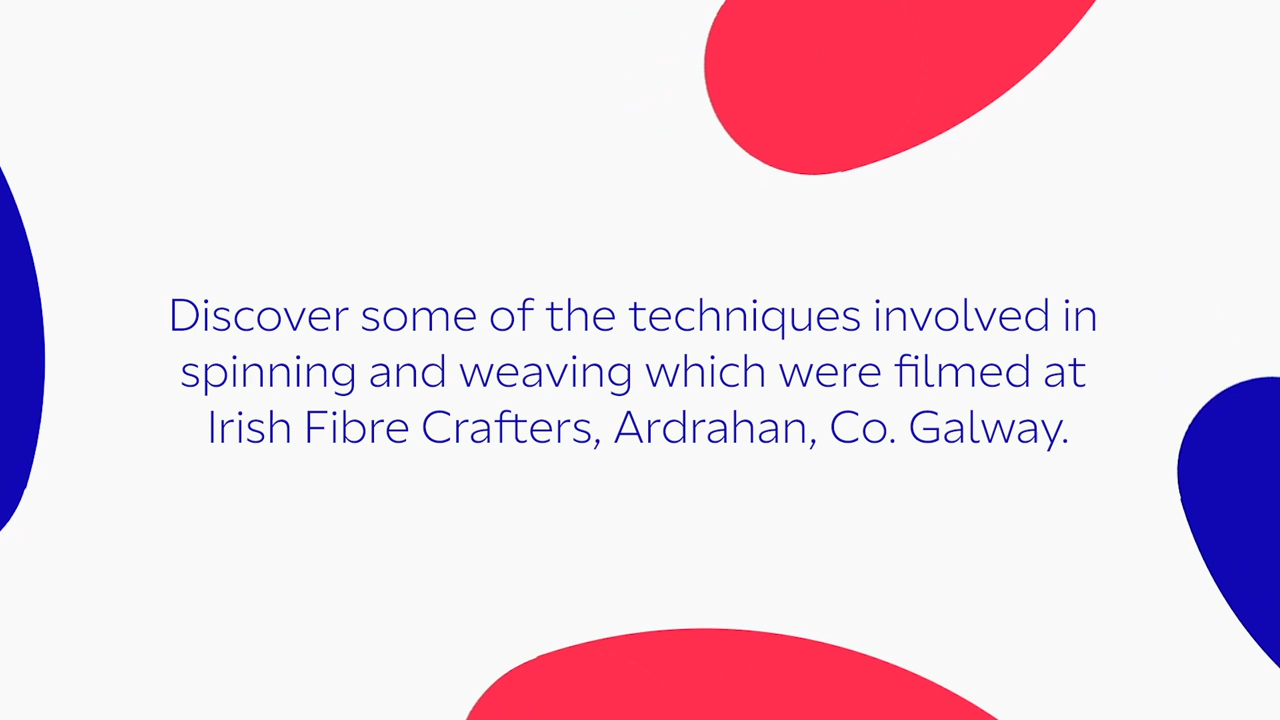 Discover some of the techniques involved in
spinning and weaving which were filmed at
Irish Fibre Crafters, Ardrahan, Co. Galway.